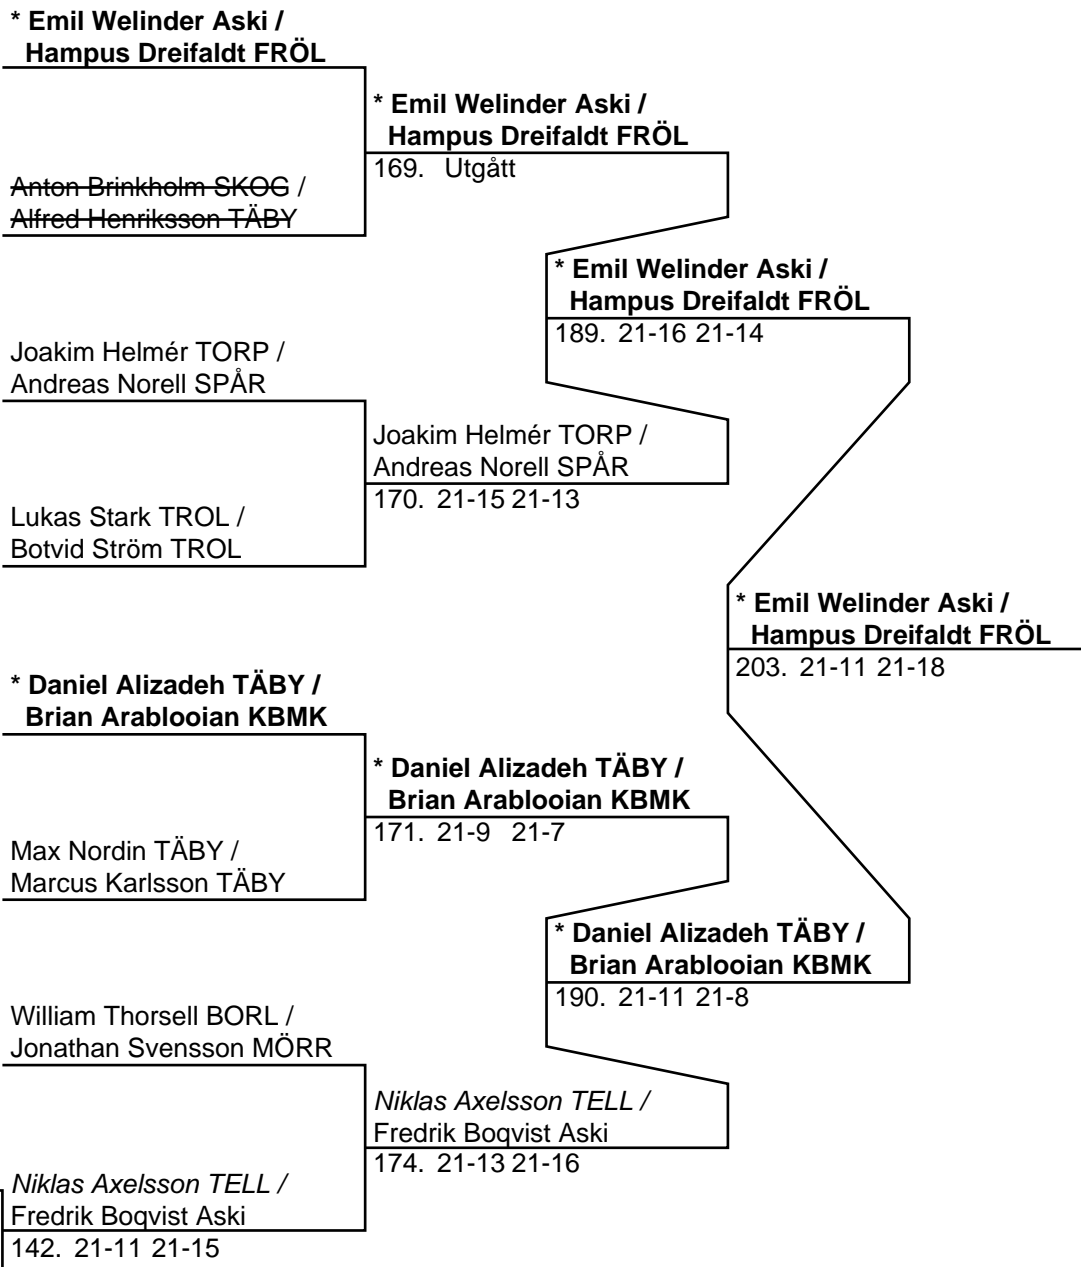 * Emil Welinder Aski /
Hampus Dreifaldt FRÖL
* Emil Welinder Aski /
Hampus Dreifaldt FRÖL
169. Utgått
Anton Brinkholm SKOG /
Alfred Henriksson TÄBY
* Emil Welinder Aski /
Hampus Dreifaldt FRÖL
189. 21-16 21-14
Joakim Helmér TORP /
Andreas Norell SPÅR
Joakim Helmér TORP /
Andreas Norell SPÅR
170. 21-15 21-13
Lukas Stark TROL /
Botvid Ström TROL
* Emil Welinder Aski /
Hampus Dreifaldt FRÖL
203. 21-11 21-18
* Daniel Alizadeh TÄBY /
Brian Arablooian KBMK
* Daniel Alizadeh TÄBY /
Brian Arablooian KBMK
171. 21-9 21-7
Max Nordin TÄBY /
Marcus Karlsson TÄBY
* Daniel Alizadeh TÄBY /
Brian Arablooian KBMK
190. 21-11 21-8
William Thorsell BORL /
Jonathan Svensson MÖRR
Niklas Axelsson TELL /
Fredrik Boqvist Aski
174. 21-13 21-16
Niklas Axelsson TELL /
Fredrik Boqvist Aski
142. 21-11 21-15